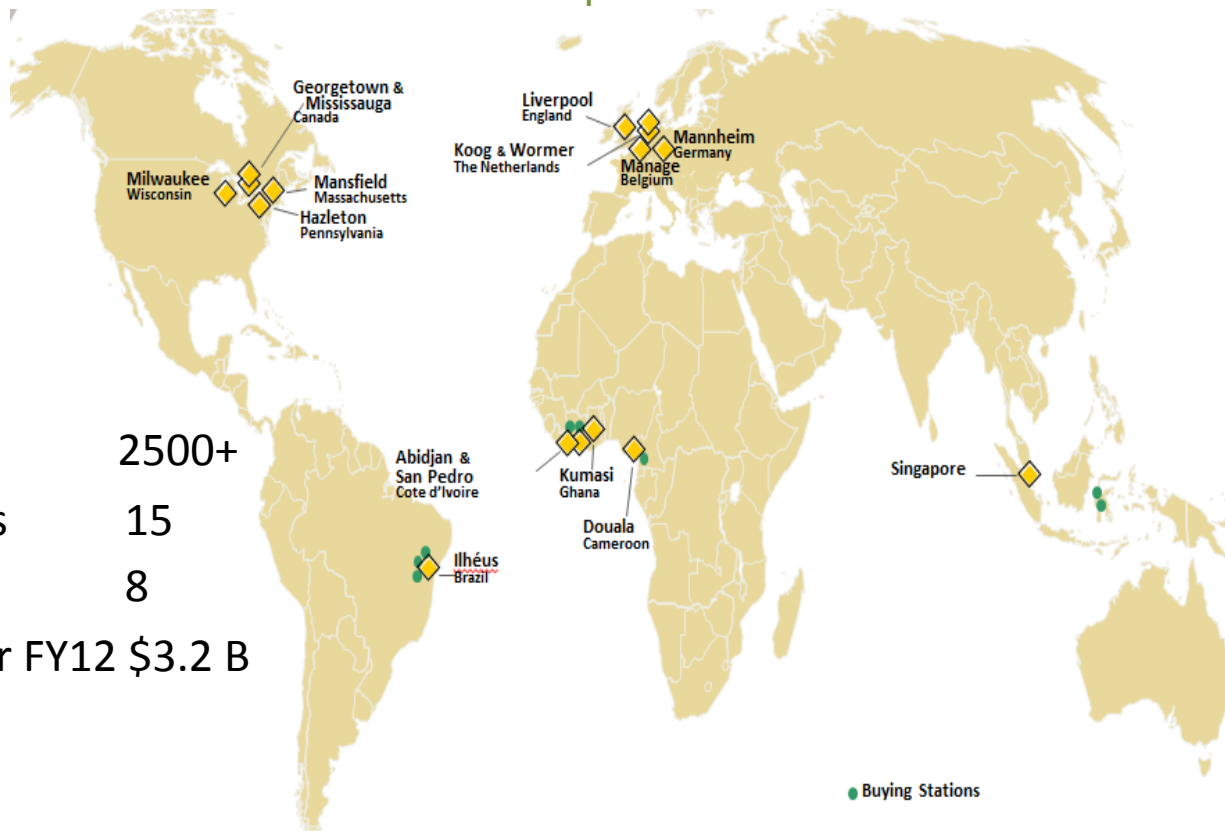 Georgetown &
Mississauga
Canada
Milwaukee
Wisconsin
Mansfield
Massachusetts
Hazleton
Pennsylvania
Liverpool
England
Koog & Wormer
The Netherlands
Mannheim
Germany
Manage
Belgium
2500+
s 15
8
r FY12 $3.2 B
Abidjan &
San Pedro
Cote d'Ivoire
Kumasi
Ghana
Douala
Cameroon
Ilhéus
Brazil
Singapore
Buying Stations